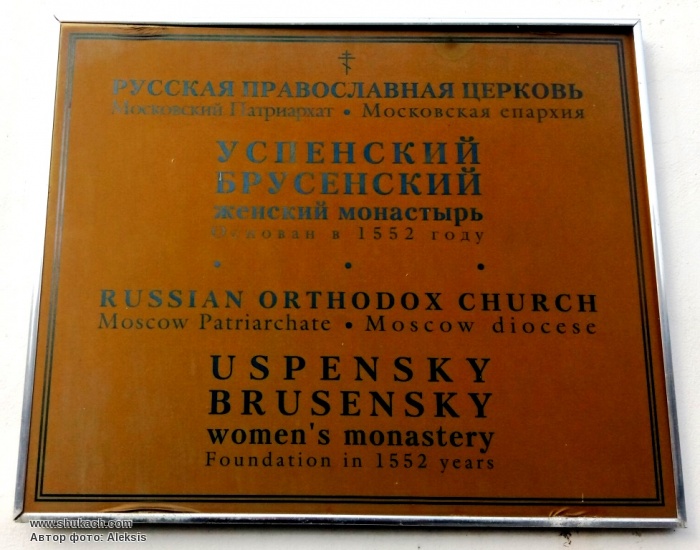 РУССКАЯ ПРАВОСЛАВНАЯ ЦЕРКОВЬ
Московский Патриархат • Московская епархия
УСПЕНСКИЙ
БРУСЕНСКИЙ
женский монастырь
Основан в 1552 году
• • •
RUSSIAN ORTHODOX CHURCH
Moscow Patriarchate • Moscow diocese
USPENSKY
BRUSENSKY
women's monastery
Foundation in 1552 years
www.shukach.com
Автор фото: Aleksis